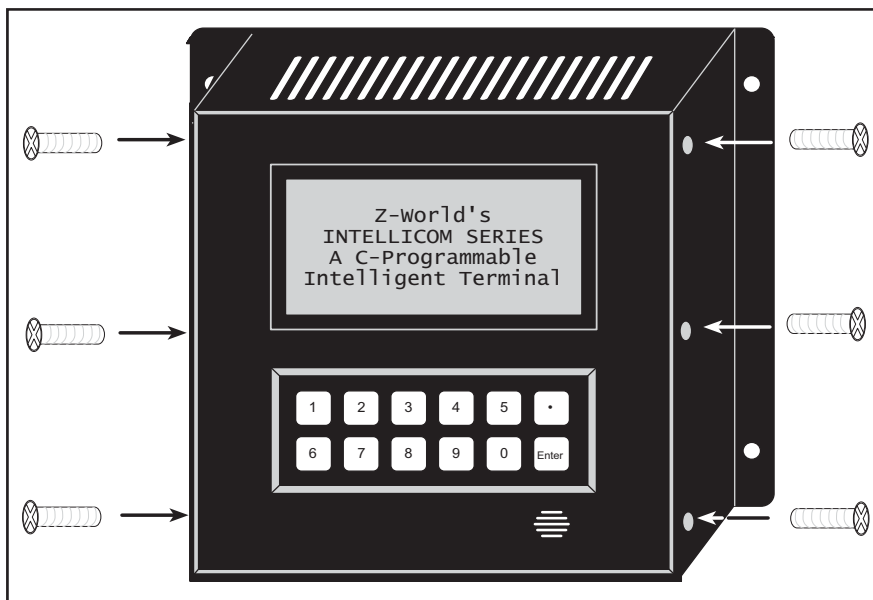 Z-World's
INTELLICOM SERIES
A C-Programmable
Intelligent Terminal
1 2 3 4 5 •
6 7 8 9 0 Enter